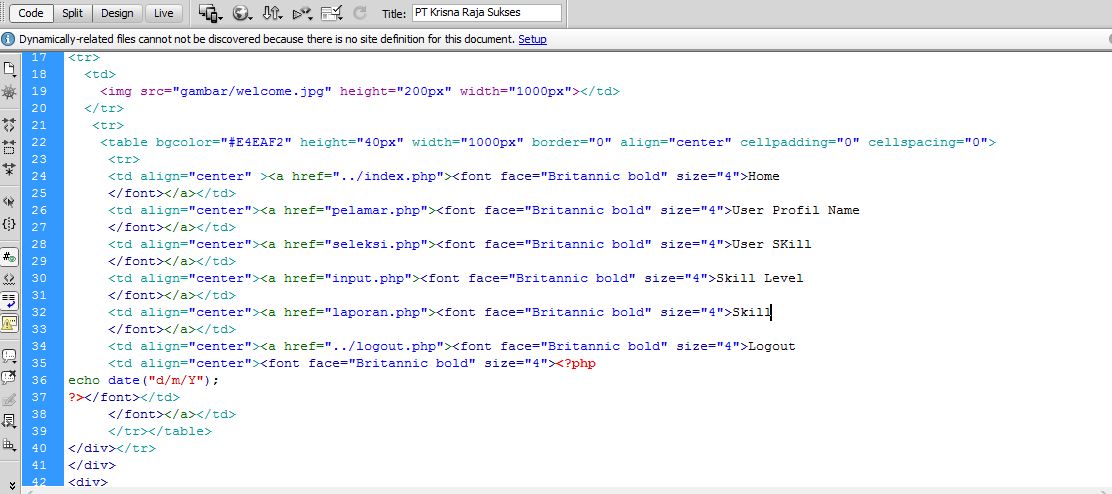 Code Split Design Live Title: PT Krisna Raja Sukses
Dynamically-related files cannot not be discovered because there is no site definition for this document. Setup
17 <tr>
18 <td>
19 <img src="gambar/welcome.jpg" height="200px" width="1000px"></td>
20 </tr>
21 <tr>
22 <table bgcolor="#E4EAF2" height="40px" width="1000px" border="0" align="center" cellpadding="0" cellspacing="0">
23 <tr>
24 <td align="center" ><a href="../index.php"><font face="Britannic bold" size="4">Home
25 </font></a></td>
26 <td align="center"><a href="pelamar.php"><font face="Britannic bold" size="4">User Profil Name
27 </font></a></td>
28 <td align="center"><a href="seleksi.php"><font face="Britannic bold" size="4">User SKill
29 </font></a></td>
30 <td align="center"><a href="input.php"><font face="Britannic bold" size="4">Skill Level
31 </font></a></td>
32 <td align="center"><a href="laporan.php"><font face="Britannic bold" size="4">Skill
33 </font></a></td>
34 <td align="center"><a href="../logout.php"><font face="Britannic bold" size="4">Logout
35 <td align="center"><font face="Britannic bold" size="4"><?php
36 echo date("d/m/Y");
37 ?></font></td>
38 </font></a></td>
39 </tr></table>
40 </div></tr>
41 </div>
42 <div>